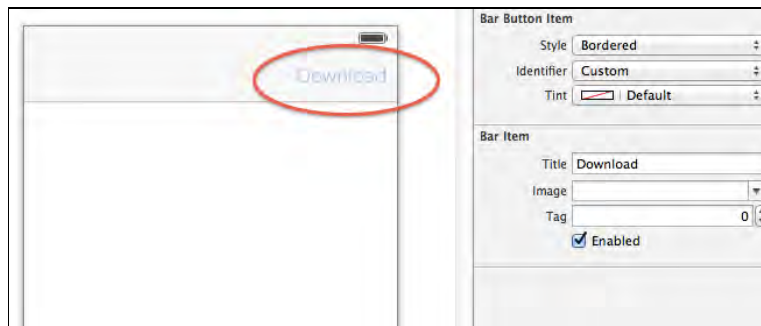 Download
Bar Button Item
Style Bordered
Identifier Custom
Tint Default
Bar Item
Title Download
Image
Tag 0
Enabled